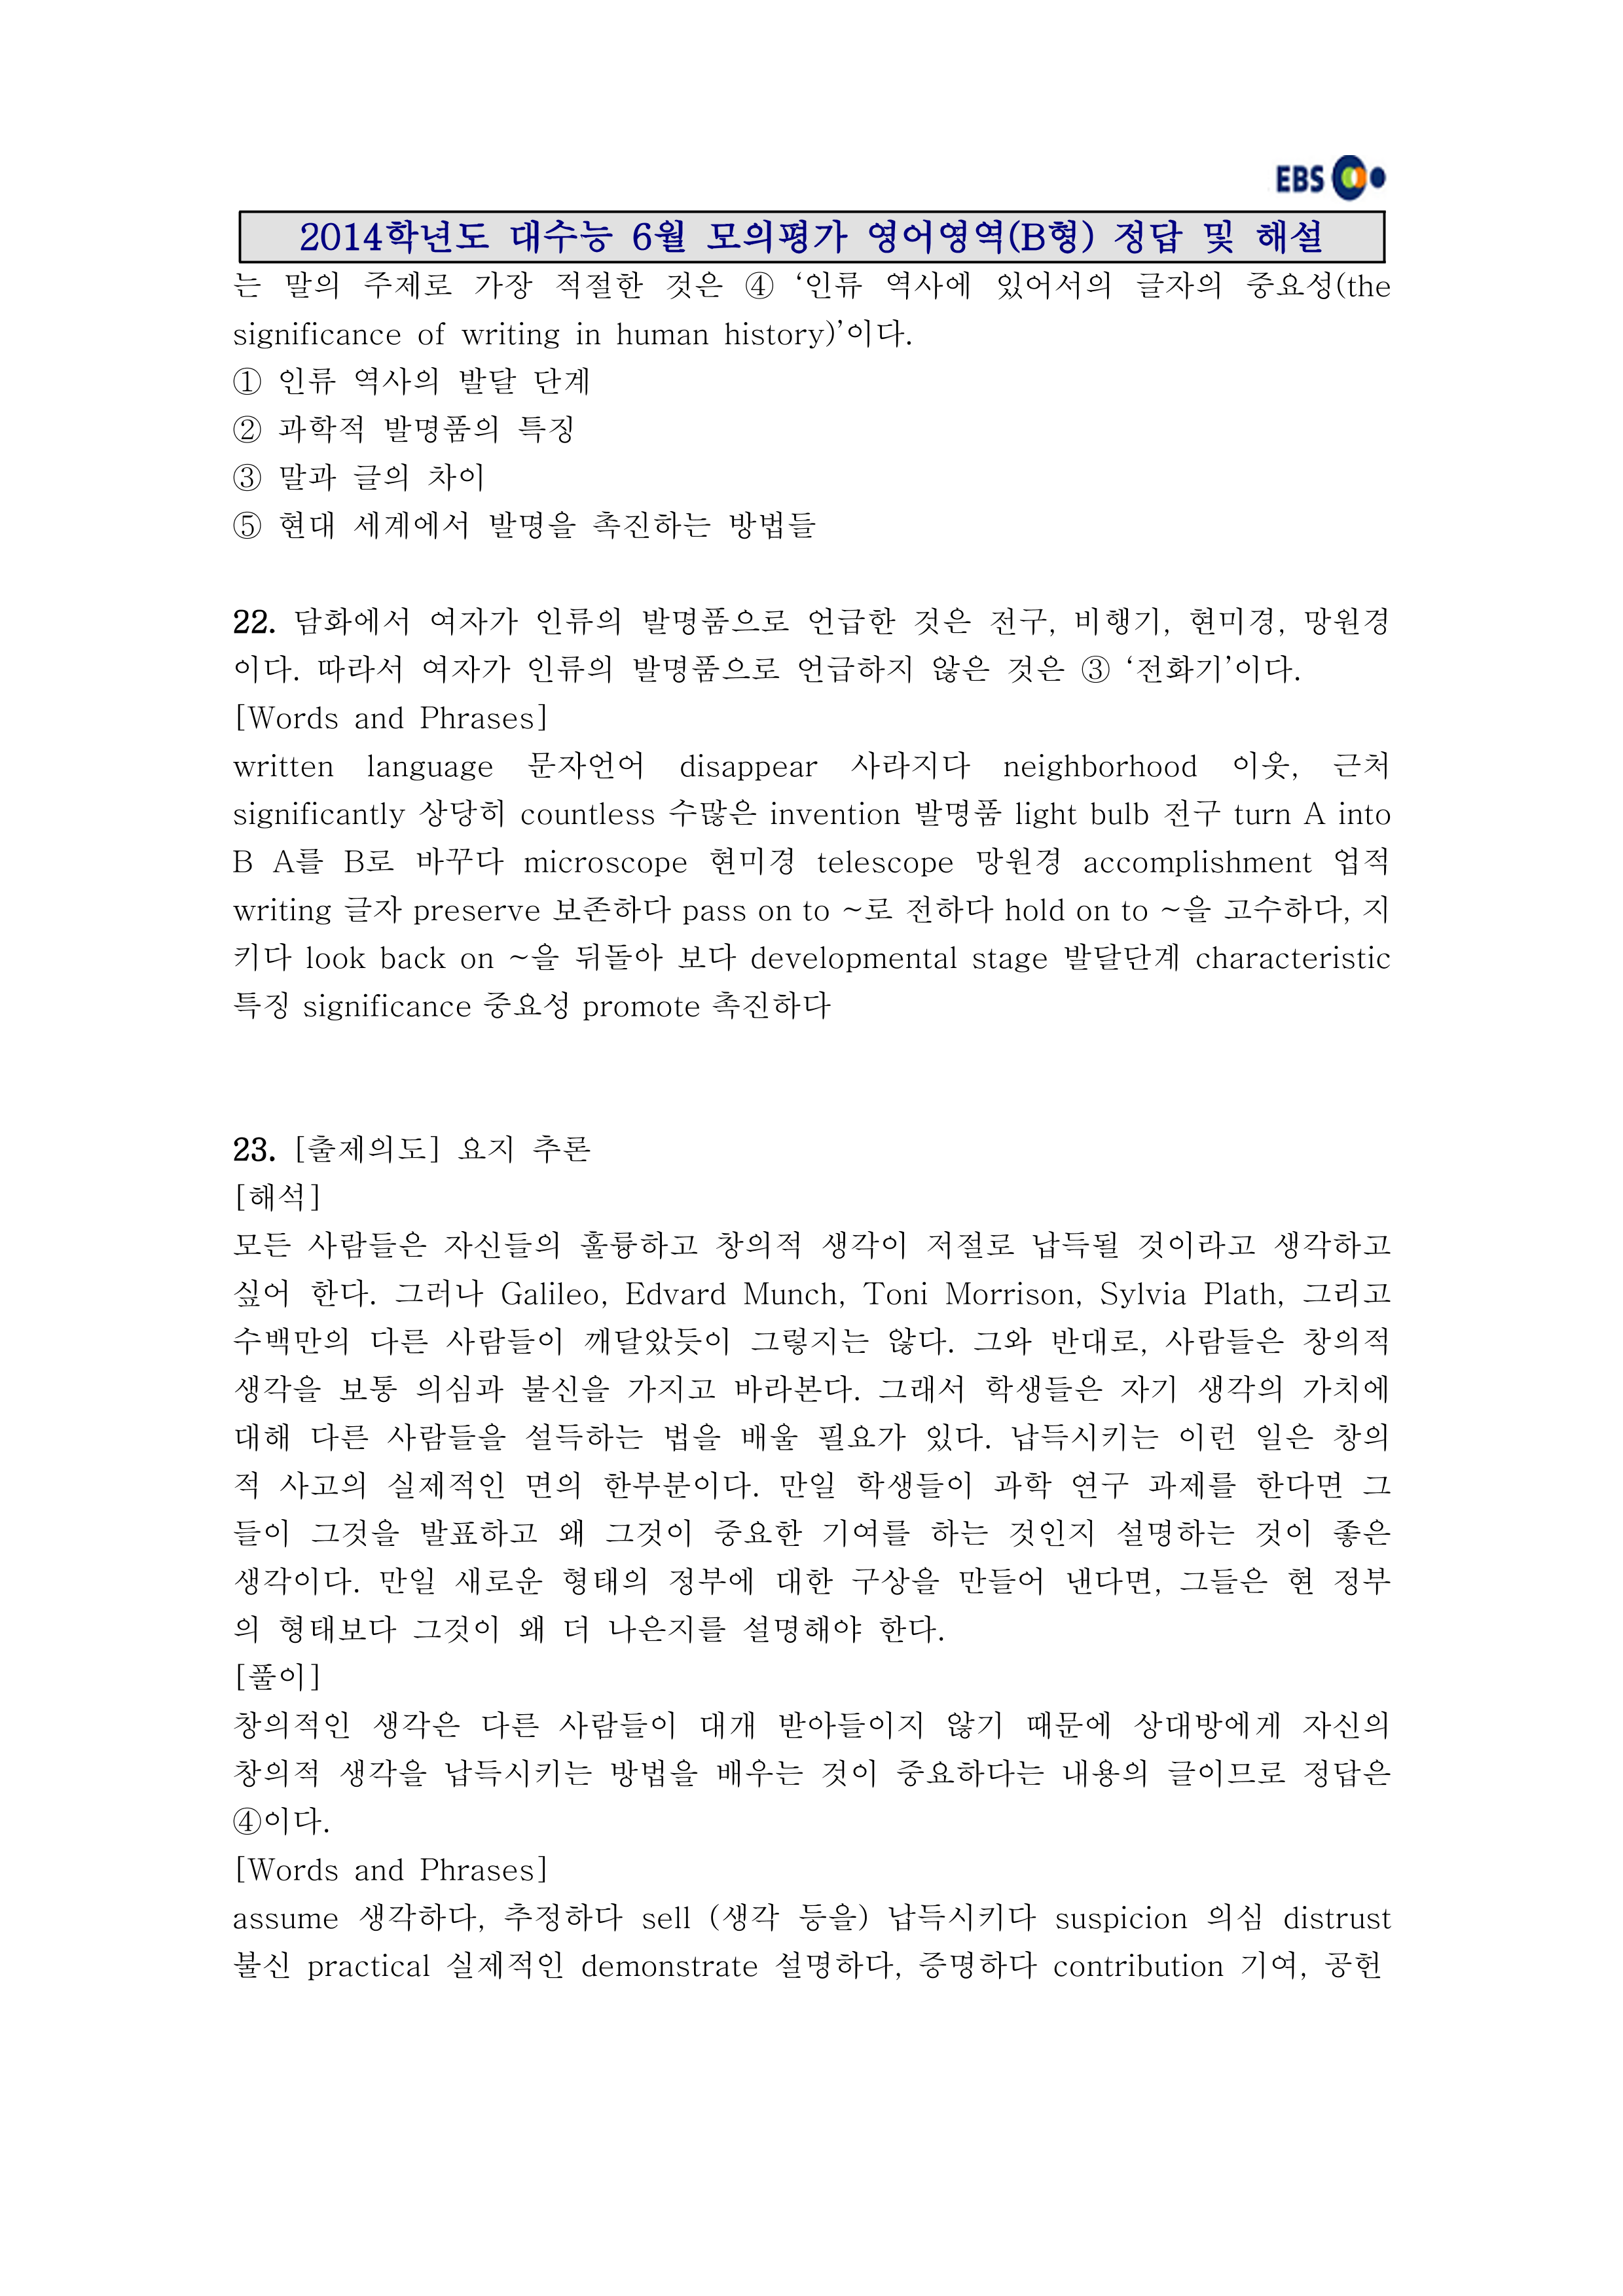 EBS
2014학년도 대수능 6월 모의평가 영어영역(B형) 정답 및 해설
는 말의 주제로 가장 적절한 것은 ④ ‘인류 역사에 있어서의 글자의 중요성(the
significance of writing in human history)’이다.
① 인류 역사의 발달 단계
② 과학적 발명품의 특징
③ 말과 글의 차이
⑤ 현대 세계에서 발명을 촉진하는 방법들
22. 담화에서 여자가 인류의 발명품으로 언급한 것은 전구, 비행기, 현미경, 망원경
이다. 따라서 여자가 인류의 발명품으로 언급하지 않은 것은 ③ ‘전화기’이다.
[Words and Phrases]
written language 문자언어 disappear 사라지다 neighborhood 이웃, 근처
significantly 상당히 countless 수많은 invention 발명품 light bulb 전구 turn A into
B A를 B로 바꾸다 microscope 현미경 telescope 망원경 accomplishment 업적
writing 글자 preserve 보존하다 pass on to ~로 전하다 hold on to ~을 고수하다, 지
키다 look back on ~을 뒤돌아 보다 developmental stage 발달단계 characteristic
특징 significance 중요성 promote 촉진하다
23. [출제의도] 요지 추론
[해석]
모든 사람들은 자신들의 훌륭하고 창의적 생각이 저절로 납득될 것이라고 생각하고
싶어 한다. 그러나 Galileo, Edvard Munch, Toni Morrison, Sylvia Plath, 그리고
수백만의 다른 사람들이 깨달았듯이 그렇지는 않다. 그와 반대로, 사람들은 창의적
생각을 보통 의심과 불신을 가지고 바라본다. 그래서 학생들은 자기 생각의 가치에
대해 다른 사람들을 설득하는 법을 배울 필요가 있다. 납득시키는 이런 일은 창의
적 사고의 실제적인 면의 한부분이다. 만일 학생들이 과학 연구 과제를 한다면 그
들이 그것을 발표하고 왜 그것이 중요한 기여를 하는 것인지 설명하는 것이 좋은
생각이다. 만일 새로운 형태의 정부에 대한 구상을 만들어 낸다면, 그들은 현 정부
의 형태보다 그것이 왜 더 나은지를 설명해야 한다.
[풀이]
창의적인 생각은 다른 사람들이 대개 받아들이지 않기 때문에 상대방에게 자신의
창의적 생각을 납득시키는 방법을 배우는 것이 중요하다는 내용의 글이므로 정답은
④이다.
[Words and Phrases]
assume 생각하다, 추정하다 sell (생각 등을) 납득시키다 suspicion 의심 distrust
불신 practical 실제적인 demonstrate 설명하다, 증명하다 contribution 기여, 공헌